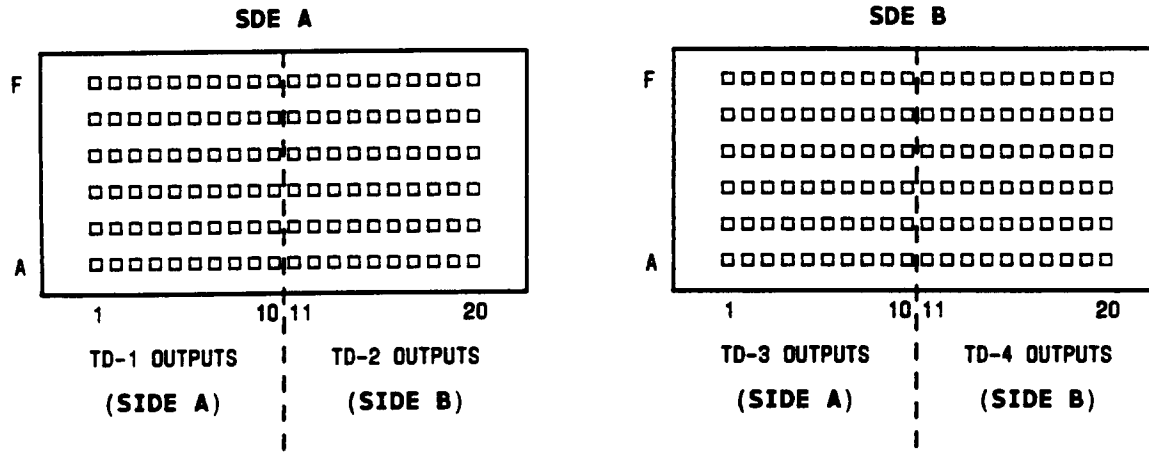 SDE A
F
A
1 10 11 20
TD-1 OUTPUTS TD-2 OUTPUTS
(SIDE A) (SIDE B)
SDE B
F
A
1 10 11 20
TD-3 OUTPUTS TD-4 OUTPUTS
(SIDE A) (SIDE B)